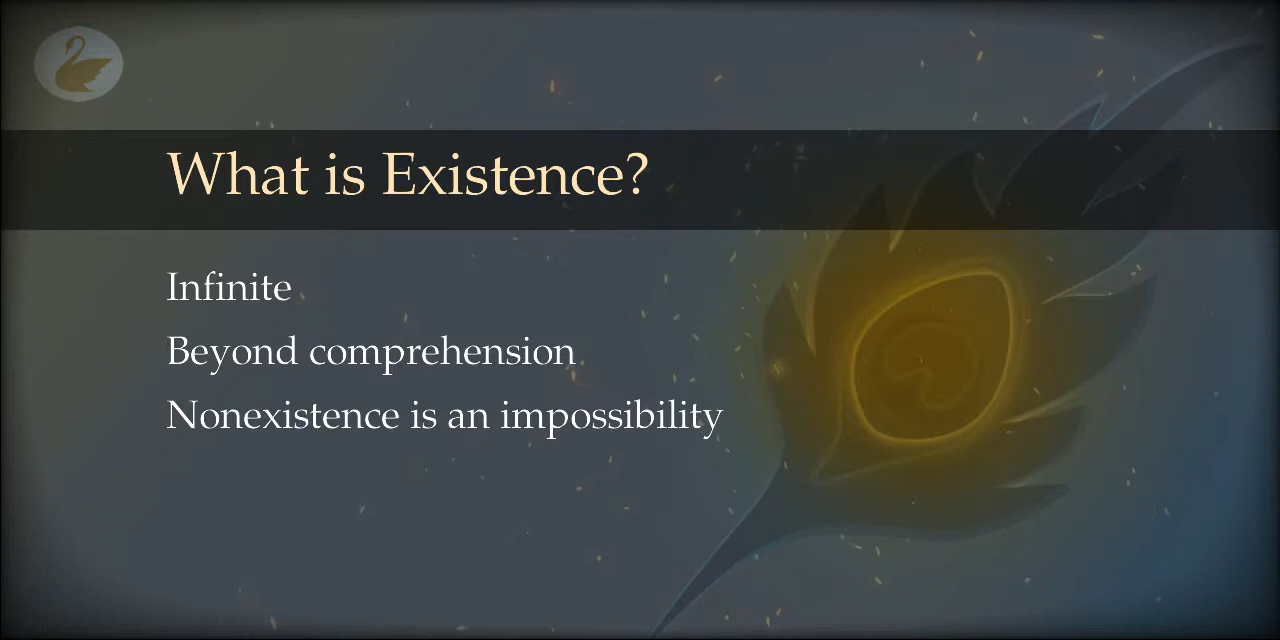 What is Existence?
Infinite
Beyond comprehension
Nonexistence is an impossibility